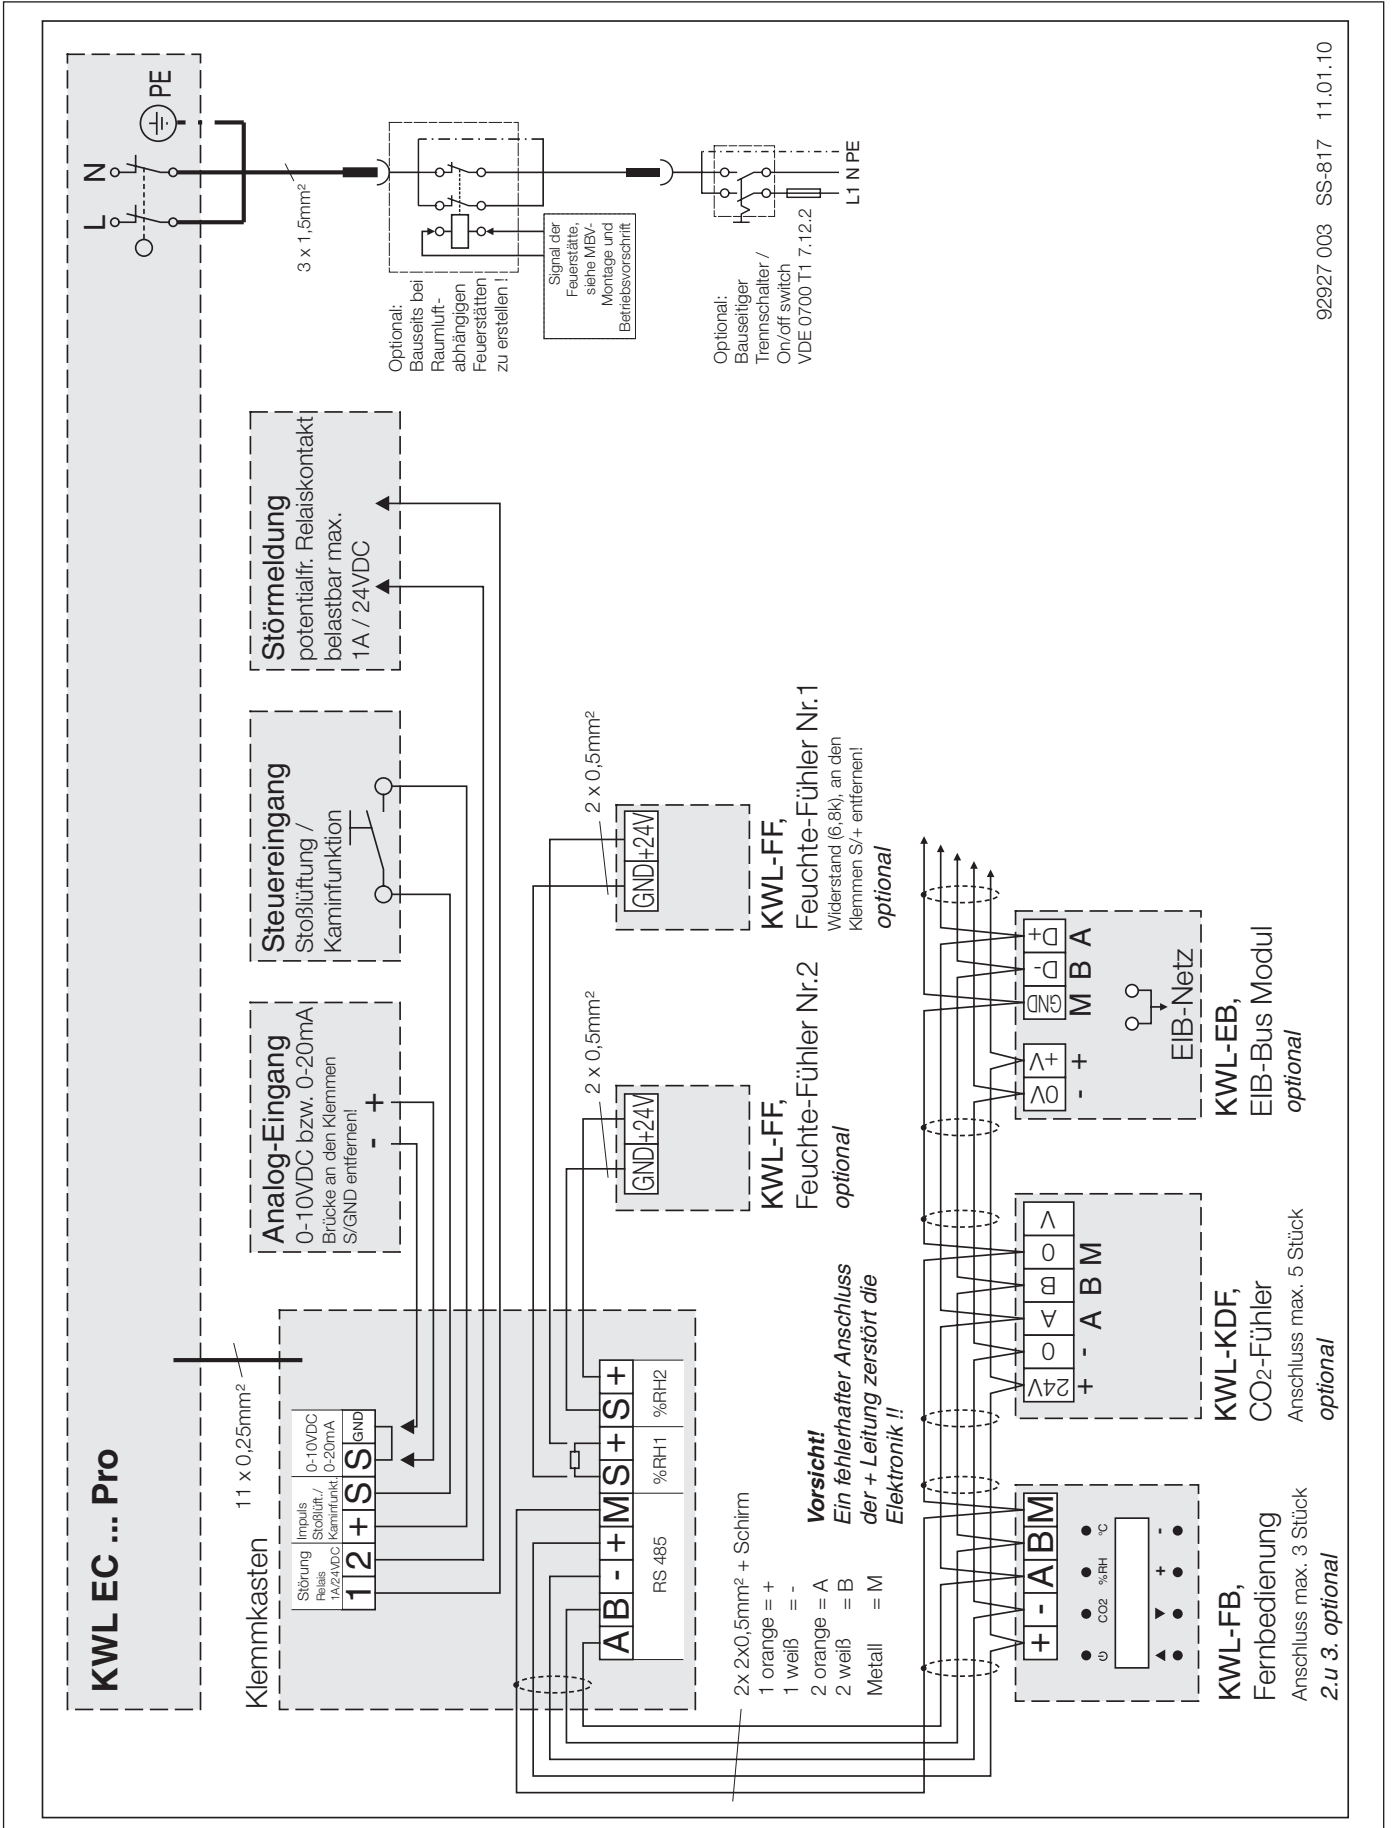 KWL EC ... Pro
L
N
PE
3 x 1,5mm²
Optional:
Bauseits bei
Raumluft-
abhängigen
Feuerstätten
zu erstellen !
Signal der
Feuerstätte,
siehe MBV-
Montage und
Betriebsvorschrift
Optional:
Bauseitiger
Trennschalter /
On/off switch
VDE 0700 T1 7.12.2
L1 N PE
11 x 0,25mm²
Klemmkasten
Störung
Relais
1A/24VDC
Impuls
Stoßlüft./
Kaminfunkt.
0-10VDC
0-20mA
1 2 + S S GND
Analog-Eingang
0-10VDC bzw. 0-20mA
Brücke an den Klemmen
S/GND entfernen!
- +
Steuereingang
Stoßlüftung /
Kaminfunktion
Störmeldung
potentialfr. Relaiskontakt
belastbar max.
1A / 24VDC
A B - + M S + S +
RS 485
%RH1
%RH2
2 x 0,5mm²
GND +24V
KWL-FF,
Feuchte-Fühler Nr.2
optional
2 x 0,5mm²
GND +24V
KWL-FF,
Feuchte-Fühler Nr.1
Widerstand (6,8k), an den
Klemmen S/+ entfernen!
optional
2x 2x0,5mm² + Schirm
1 orange = +
1 weiß = -
2 orange = A
2 weiß = B
Metall = M
Vorsicht!
Ein fehlerhafter Anschluss
der + Leitung zerstört die
Elektronik !!
+ - A B M
CO2 %RH °C
+ -
KWL-FB,
Fernbedienung
Anschluss max. 3 Stück
2.u 3. optional
24V 0 A B 0 V
+ - A B M
KWL-KDF,
CO2-Fühler
Anschluss max. 5 Stück
optional
0V +V GND D- D+
- + M B A
EIB-Netz
KWL-EB,
EIB-Bus Modul
optional
92927 003 SS-817 11.01.10